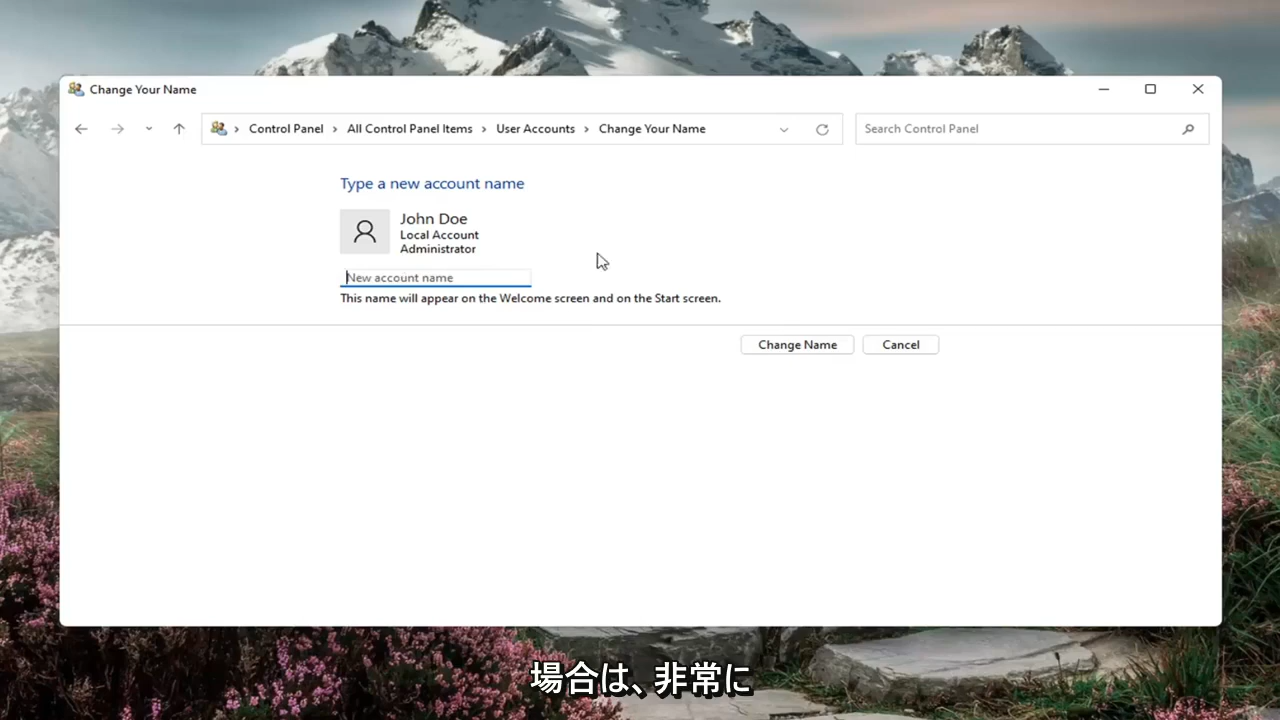 Change Your Name
Control Panel > All Control Panel Items > User Accounts > Change Your Name
Search Control Panel
Type a new account name
John Doe
Local Account
Administrator
New account name
This name will appear on the Welcome screen and on the Start screen.
Change Name
Cancel
場合は、非常に